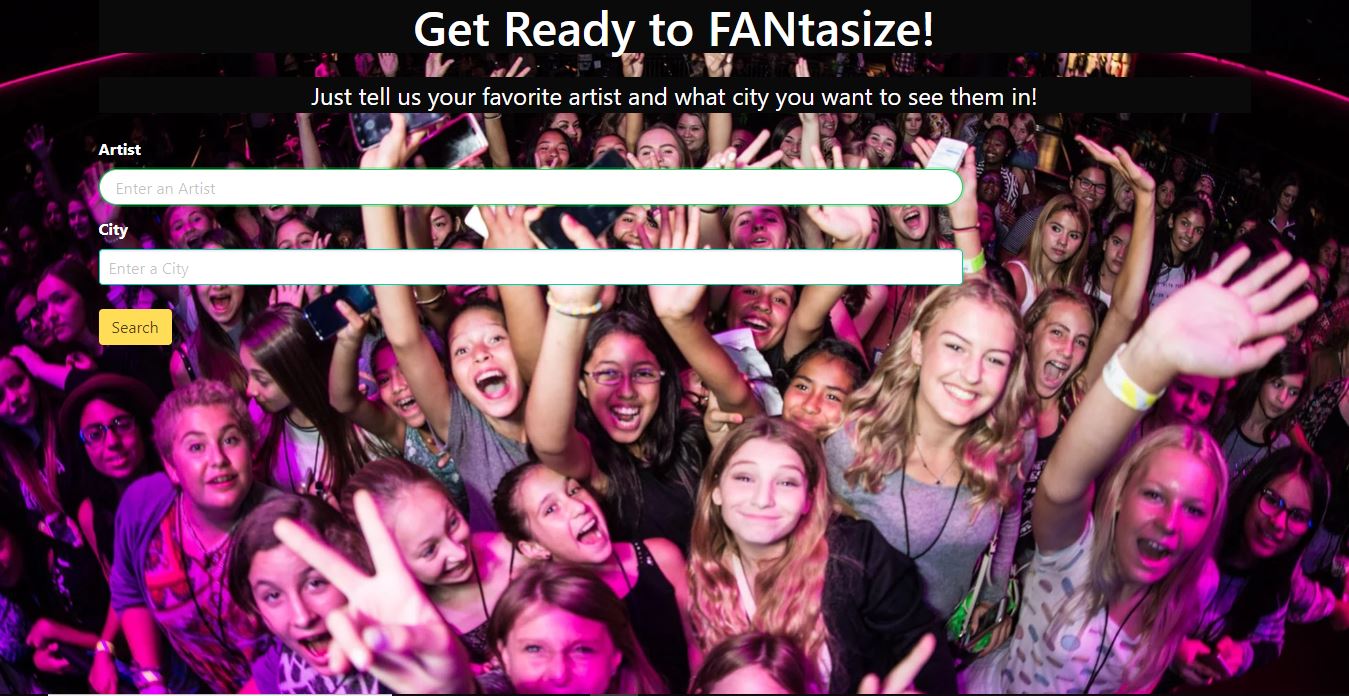 Get Ready to FANtasize!
Just tell us your favorite artist and what city you want to see them in!
Artist
Enter an Artist
City
Enter a City
Search